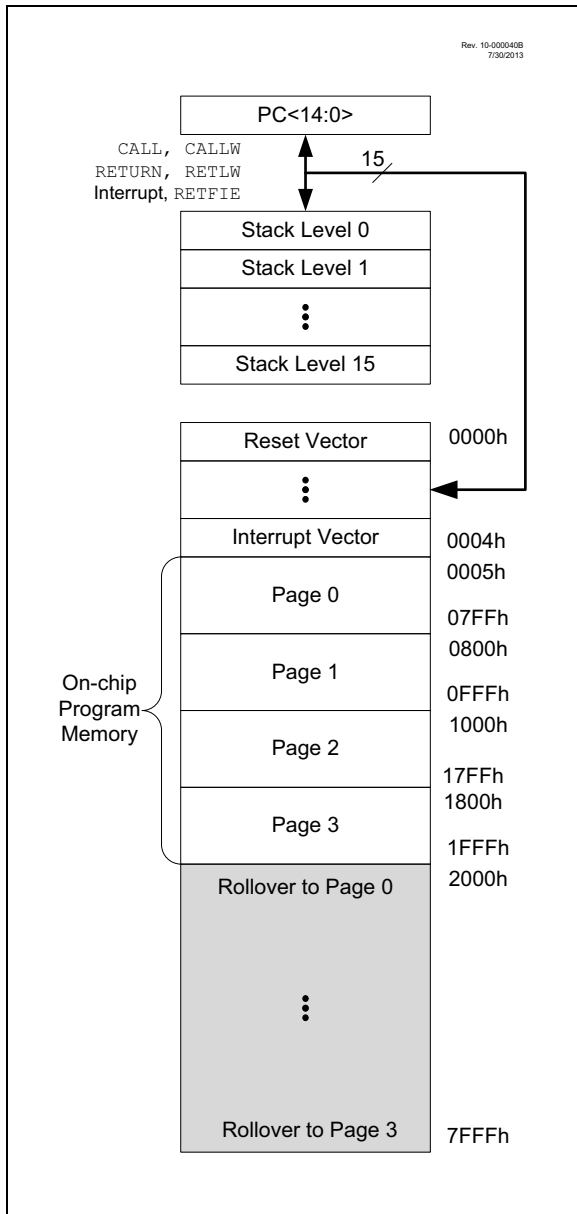 Rev. 10-000040B
7/30/2013
PC<14:0>
CALL, CALLW
RETURN, RETLW
Interrupt, RETFIE
15
Stack Level 0
Stack Level 1
Stack Level 15
Reset Vector
0000h
Interrupt Vector
0004h
0005h
Page 0
07FFh
0800h
Page 1
0FFFh
On-chip
Program
Memory
1000h
Page 2
17FFh
1800h
Page 3
1FFFh
Rollover to Page 0
2000h
Rollover to Page 3
7FFFh